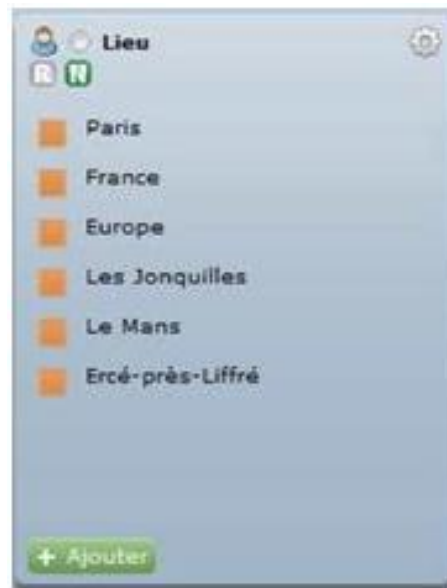 Lieu
R N
Paris
France
Europe
Les Jonquilles
Le Mans
Ercé-près-Liffré
+ Ajouter